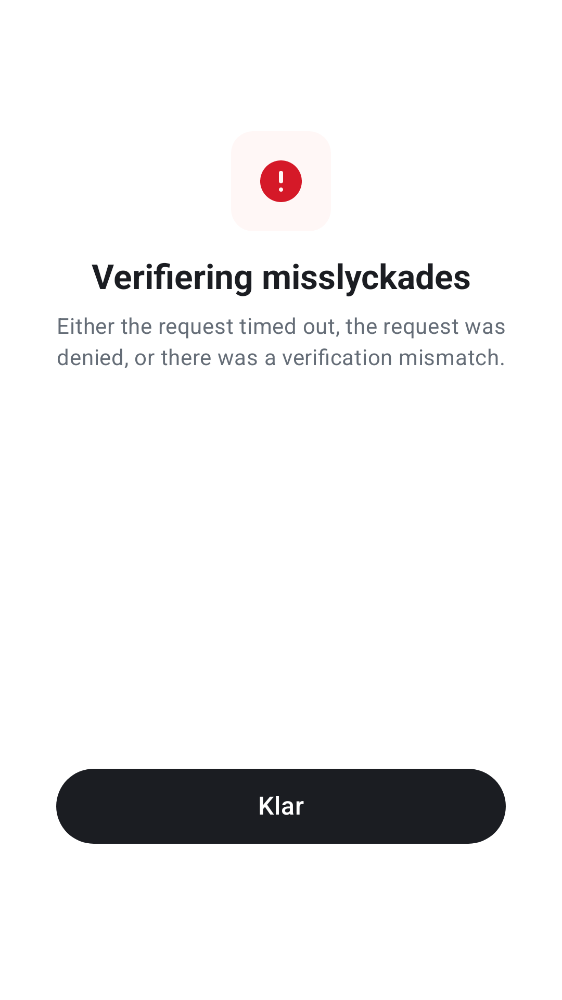 Verifiering misslyckades
Either the request timed out, the request was
denied, or there was a verification mismatch.
Klar